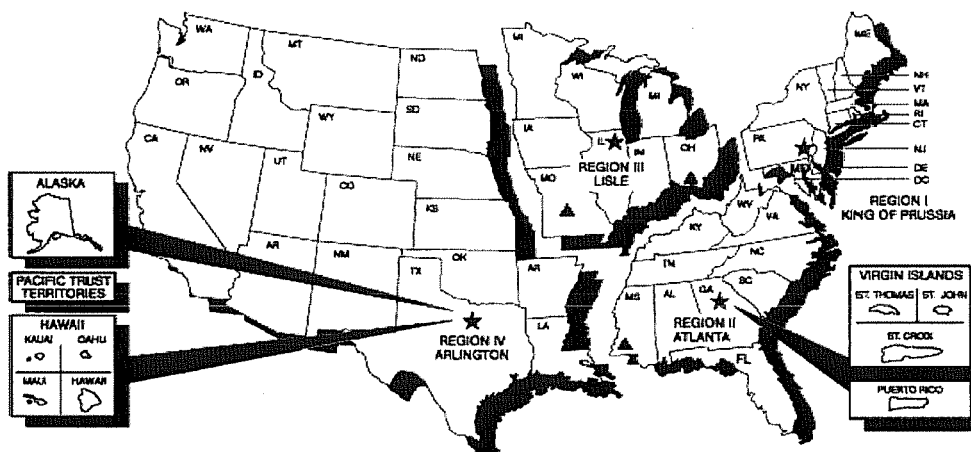 WA
MT
ND
MI
ME
OR
ID
SD
WI
MI
NY
NH
VT
MA
RI
CT
WY
IA
PA
NJ
CA
NV
NE
IL
IN
OH
MD
DE
DC
UT
REGION III
LISLE
CO
MO
WV
VA
REGION I
KING OF PRUSSIA
ALASKA
KS
KY
AR
NM
OK
TN
NC
PACIFIC TRUST
TERRITORIES
TX
AR
MS
AL
GA
SC
VIRGIN ISLANDS
ST. THOMAS
ST. JOHN
HAWAII
KAUAI
OAHU
REGION IV
ARLINGTON
LA
REGION II
ATLANTA
ST. CROIX
MAUI
HAWAII
FL
PUERTO RICO